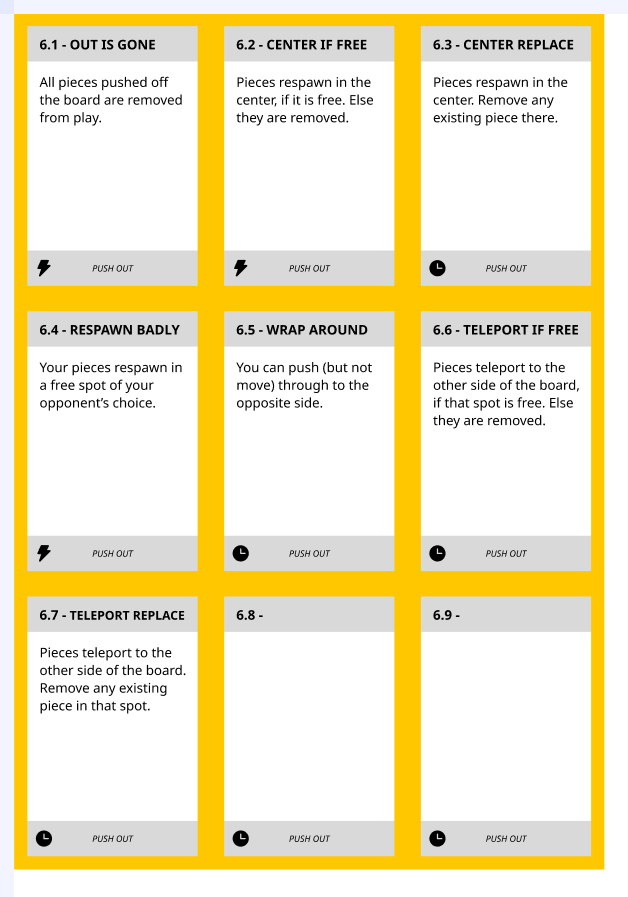 6.1 - OUT IS GONE
All pieces pushed off
the board are removed
from play.
PUSH OUT
6.2 - CENTER IF FREE
Pieces respawn in the
center, if it is free. Else
they are removed.
PUSH OUT
6.3 - CENTER REPLACE
Pieces respawn in the
center. Remove any
existing piece there.
PUSH OUT
6.4 - RESPAWN BADLY
Your pieces respawn in
a free spot of your
opponent’s choice.
PUSH OUT
6.5 - WRAP AROUND
You can push (but not
move) through to the
opposite side.
PUSH OUT
6.6 - TELEPORT IF FREE
Pieces teleport to the
other side of the board,
if that spot is free. Else
they are removed.
PUSH OUT
6.7 - TELEPORT REPLACE
Pieces teleport to the
other side of the board.
Remove any existing
piece in that spot.
PUSH OUT
6.8 -
PUSH OUT
6.9 -
PUSH OUT